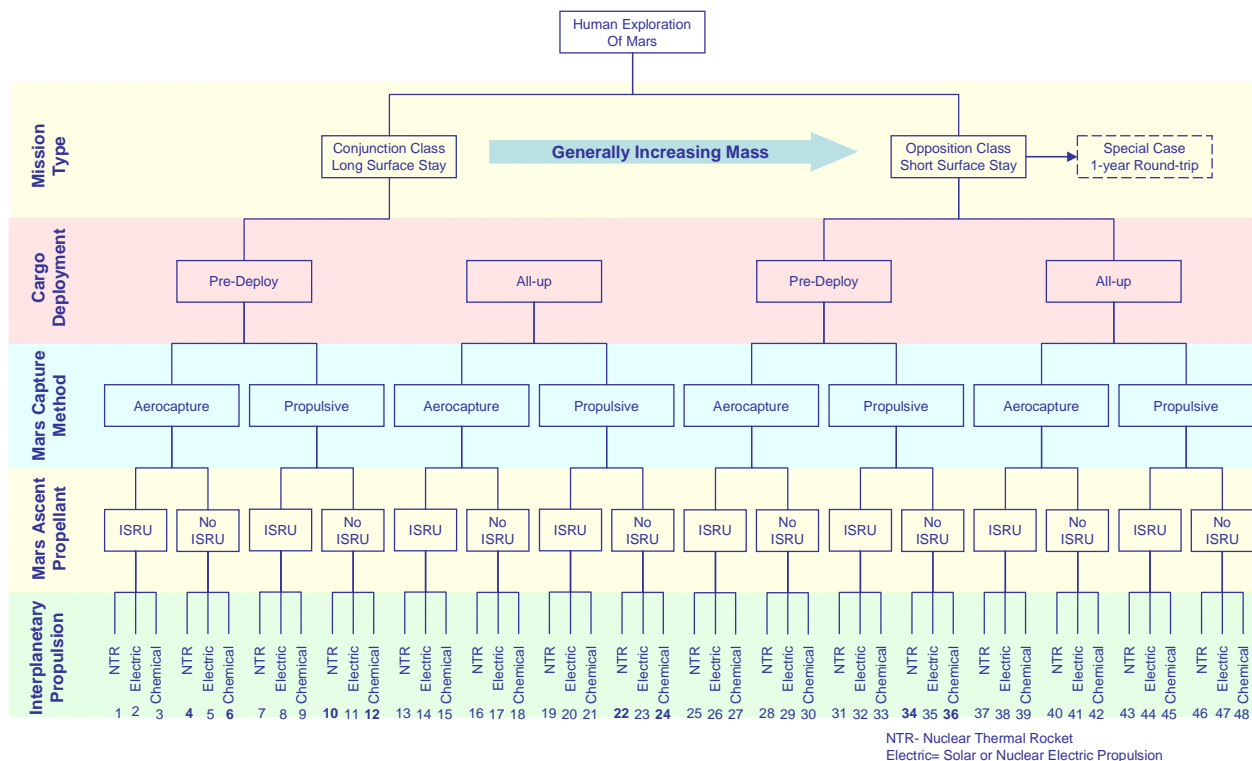 Human Exploration
Of Mars
Mission
Type
Conjunction Class
Long Surface Stay
Generally Increasing Mass
Opposition Class
Short Surface Stay
Special Case
1-year Round-trip
Cargo
Deployment
Pre-Deploy
All-up
Pre-Deploy
All-up
Mars Capture
Method
Aerocapture
Propulsive
Aerocapture
Propulsive
Aerocapture
Propulsive
Aerocapture
Propulsive
Mars Ascent
Propellant
ISRU
No
ISRU
ISRU
No
ISRU
ISRU
No
ISRU
ISRU
No
ISRU
ISRU
No
ISRU
ISRU
No
ISRU
ISRU
No
ISRU
ISRU
No
ISRU
Interplanetary
Propulsion
NTR
Electric
Chemical
NTR
Electric
Chemical
NTR
Electric
Chemical
NTR
Electric
Chemical
NTR
Electric
Chemical
NTR
Electric
Chemical
NTR
Electric
Chemical
NTR
Electric
Chemical
NTR
Electric
Chemical
NTR
Electric
Chemical
NTR
Electric
Chemical
NTR
Electric
Chemical
NTR
Electric
Chemical
NTR
Electric
Chemical
NTR
Electric
Chemical
NTR
Electric
Chemical
1 2 3 4 5 6 7 8 9 10 11 12 13 14 15 16 17 18 19 20 21 22 23 24 25 26 27 28 29 30 31 32 33 34 35 36 37 38 39 40 41 42 43 44 45 46 47 48
NTR- Nuclear Thermal Rocket
Electric= Solar or Nuclear Electric Propulsion